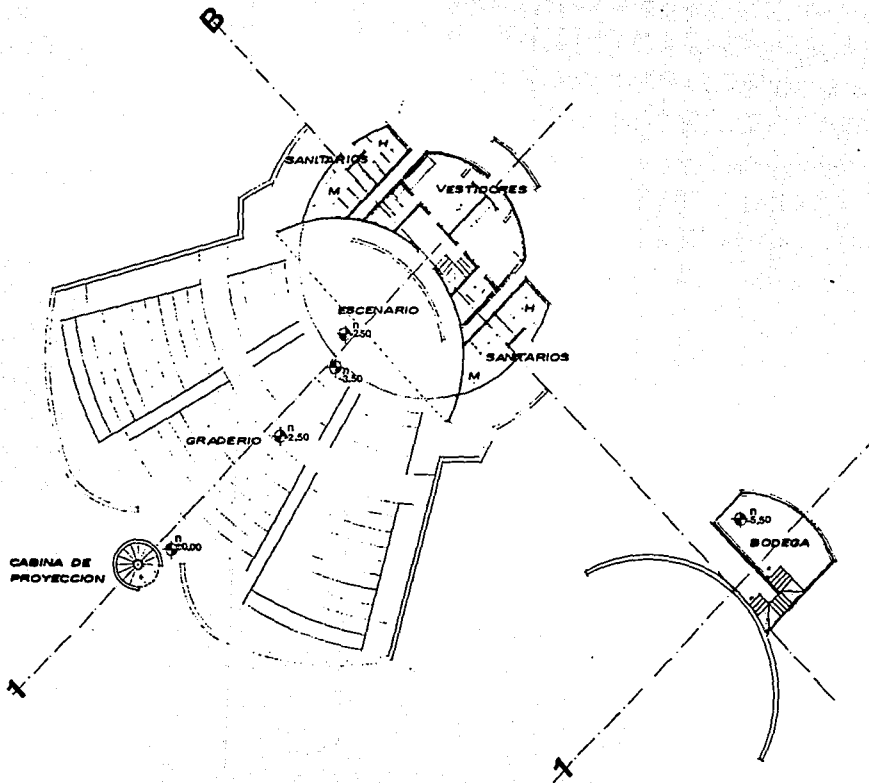 B
SANITARIOS
H
M
VESTIDORES
ESCENARIO
n
-2.50
n
-3.50
H
SANITARIOS
M
GRADERIO
n
-2.50
n
±0.00
CABINA DE
PROYECCION
n
-5.50
BODEGA
1
1